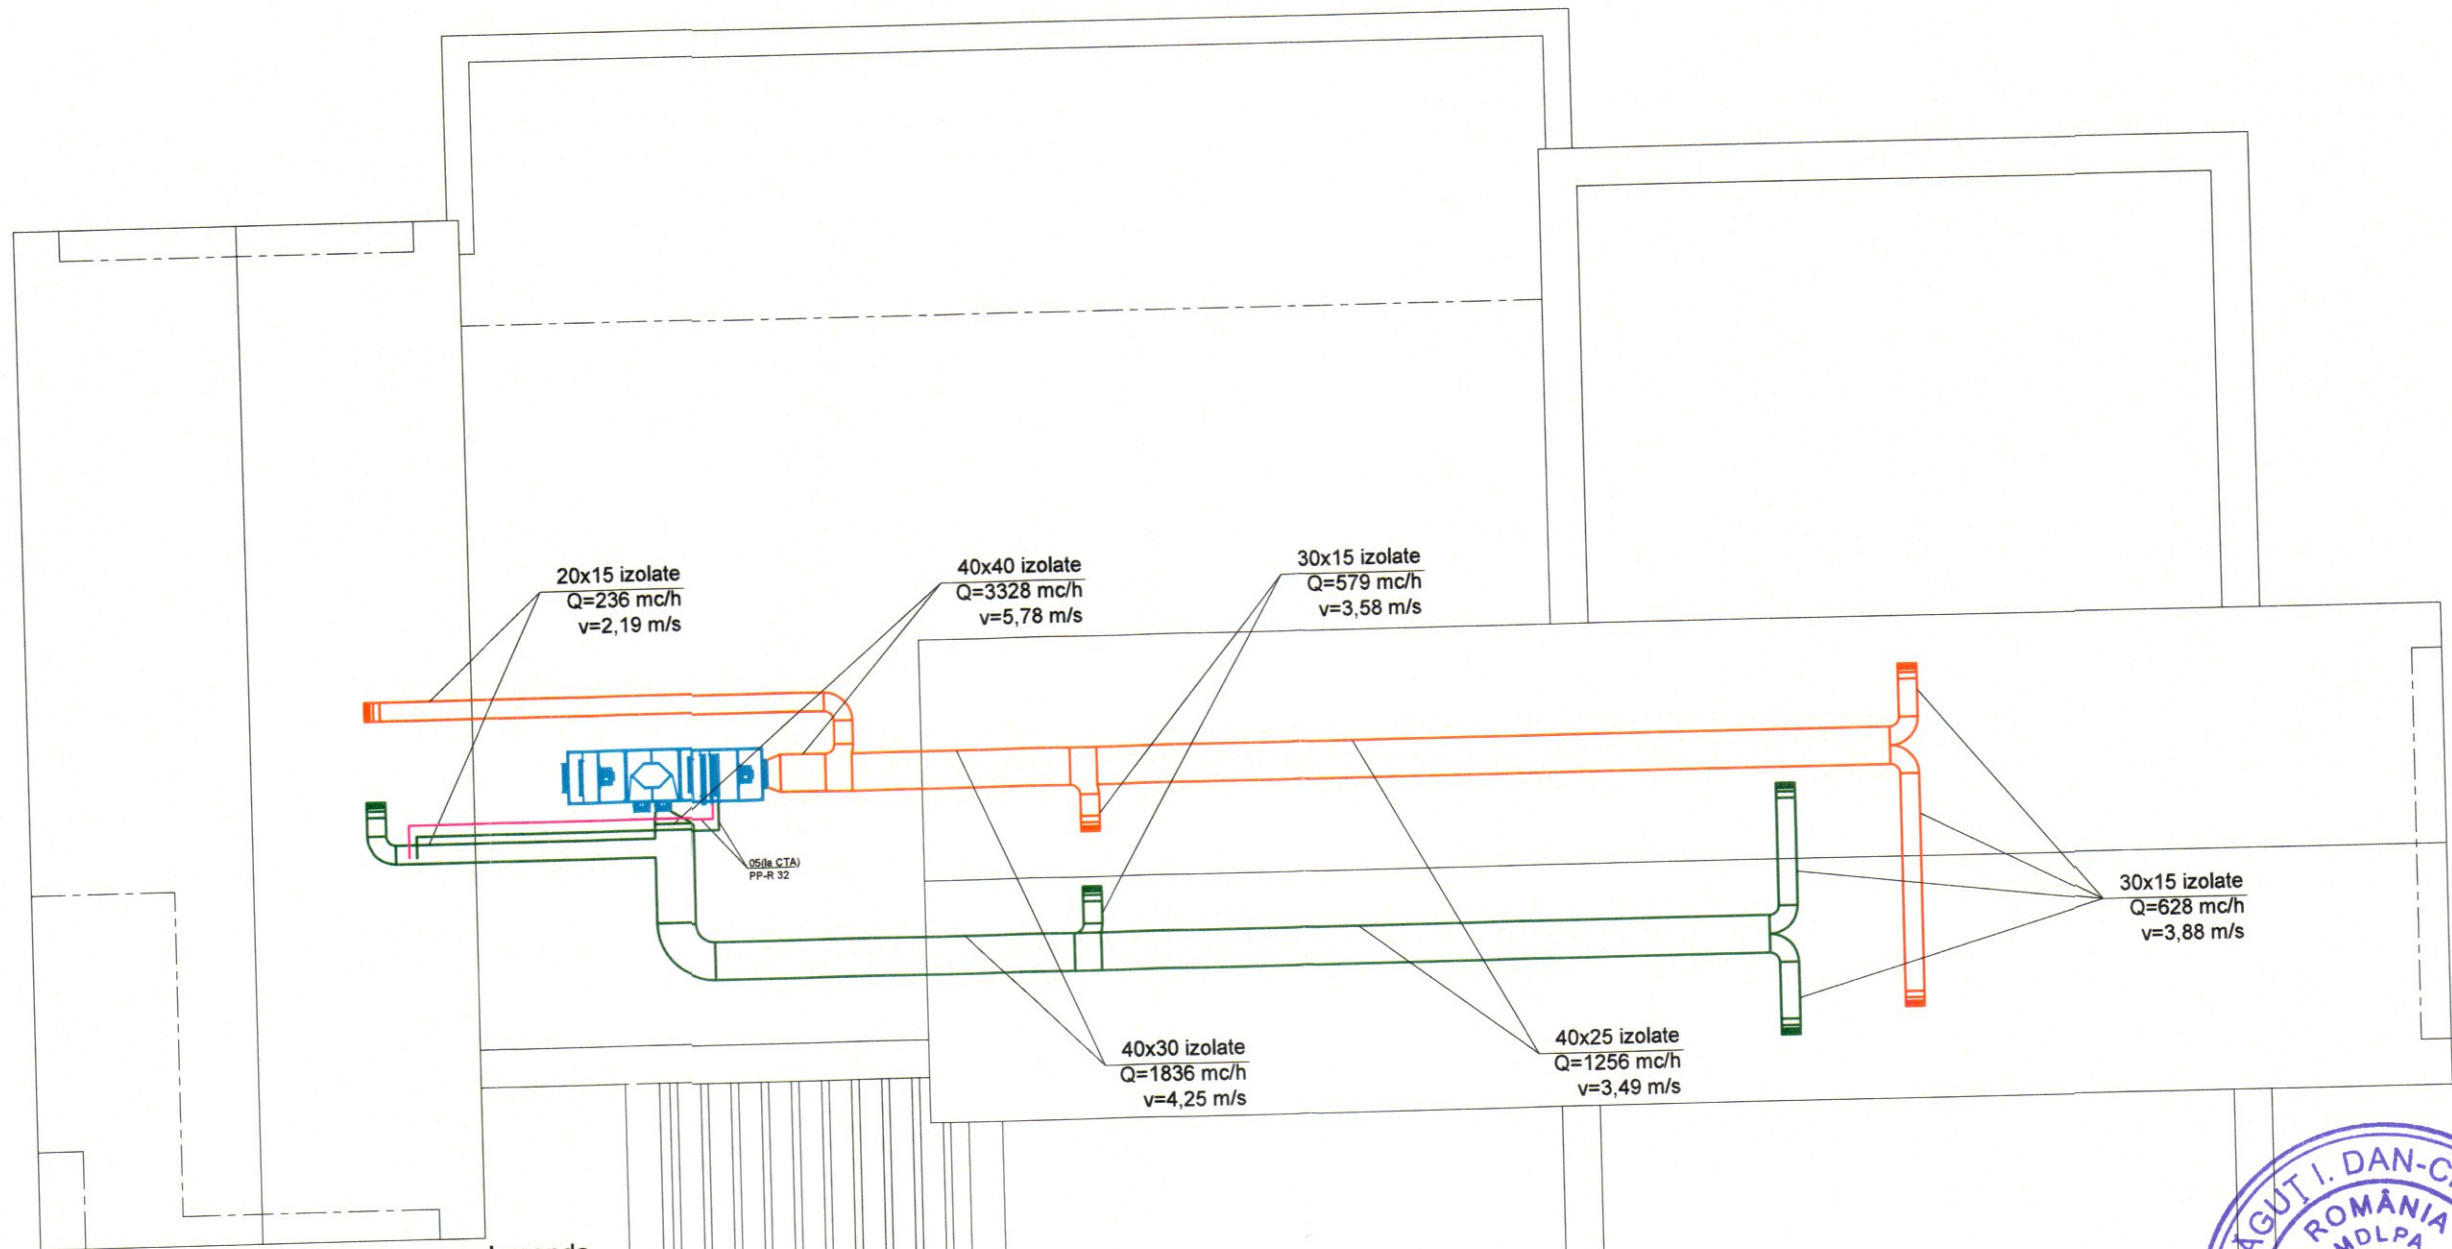 20x15 izolate
Q=236 mc/h
v=2,19 m/s
40x40 izolate
Q=3328 mc/h
v=5,78 m/s
30x15 izolate
Q=579 mc/h
v=3,58 m/s
05(la CTA)
PP-R 32
30x15 izolate
Q=628 mc/h
v=3,88 m/s
40x30 izolate
Q=1836 mc/h
v=4,25 m/s
40x25 izolate
Q=1256 mc/h
v=3,49 m/s
I. DAN-C
ROMÂNIA
MDLPA